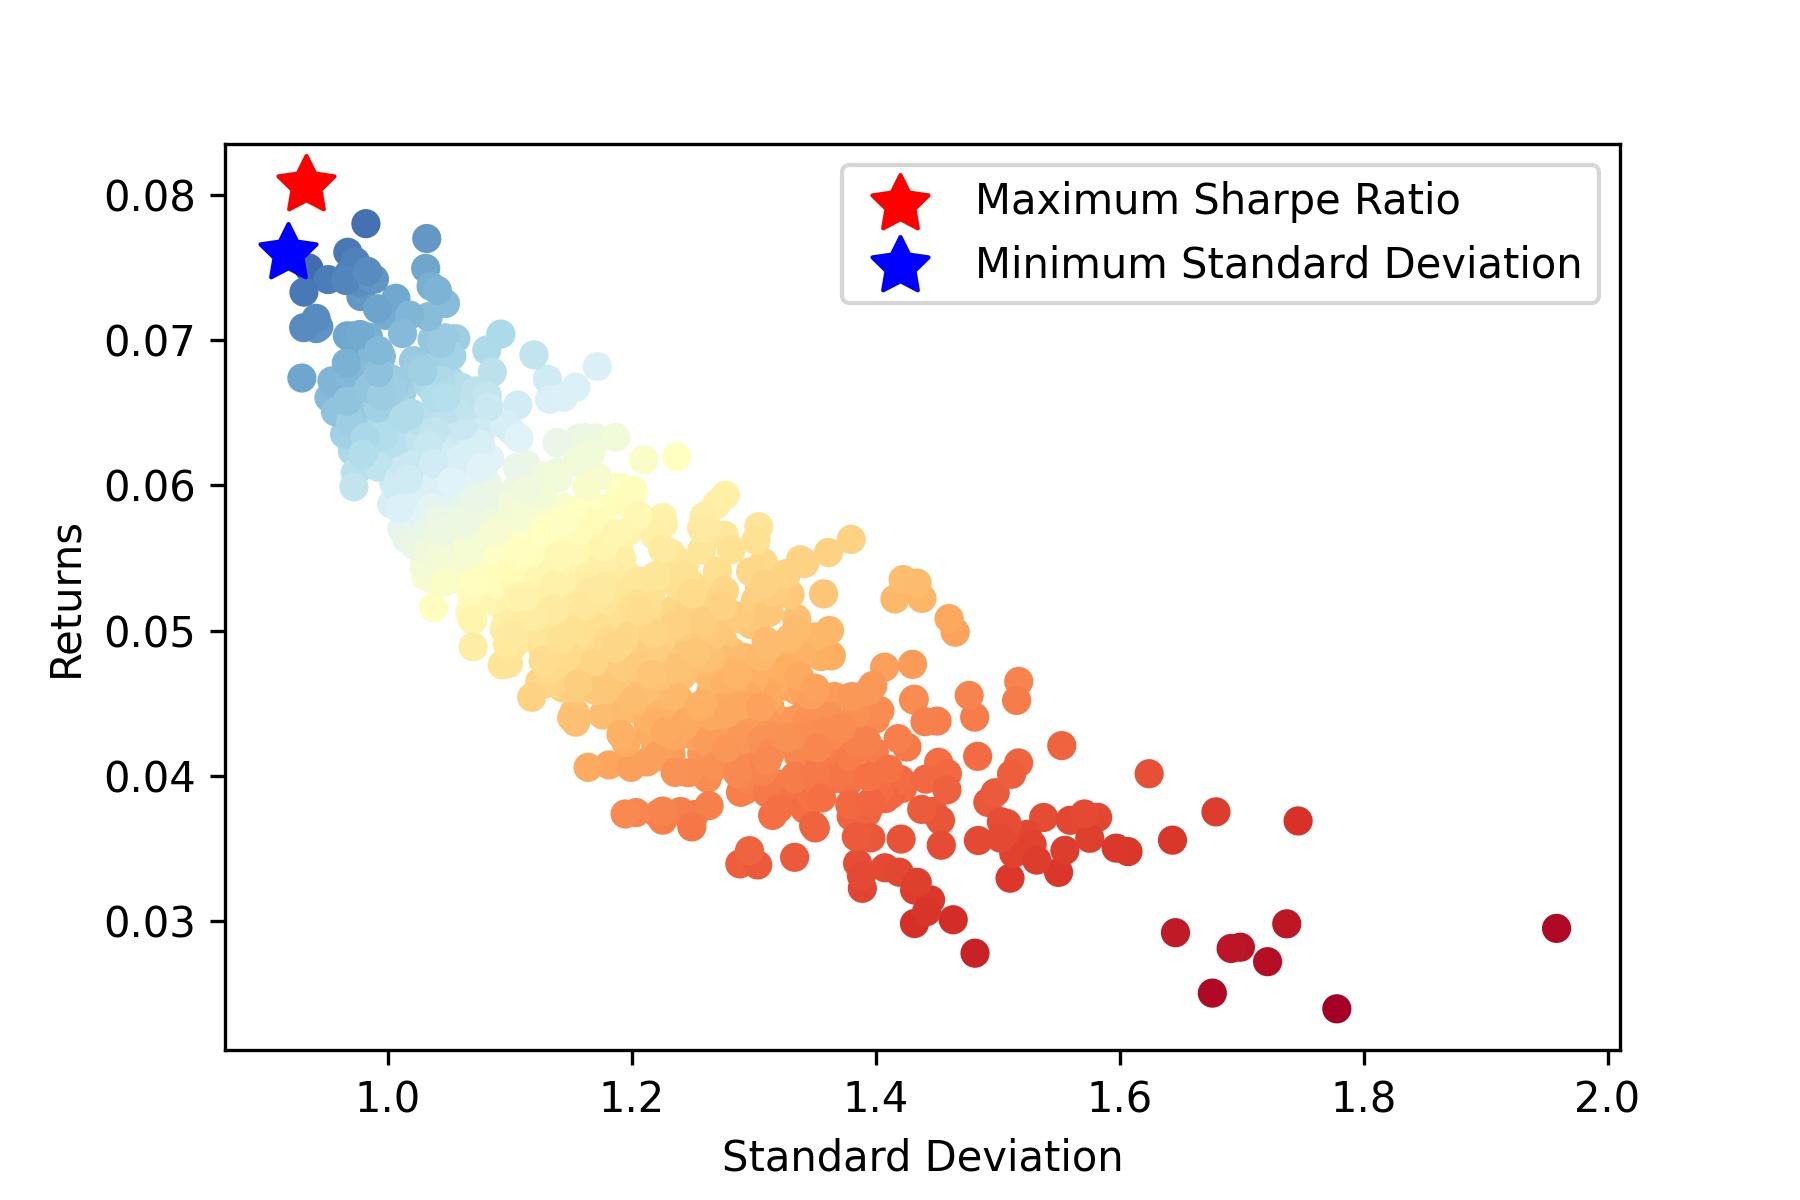 Maximum Sharpe Ratio
Minimum Standard Deviation
0.08
0.07
0.06
0.05
0.04
0.03
Returns
1.0 1.2 1.4 1.6 1.8 2.0
Standard Deviation